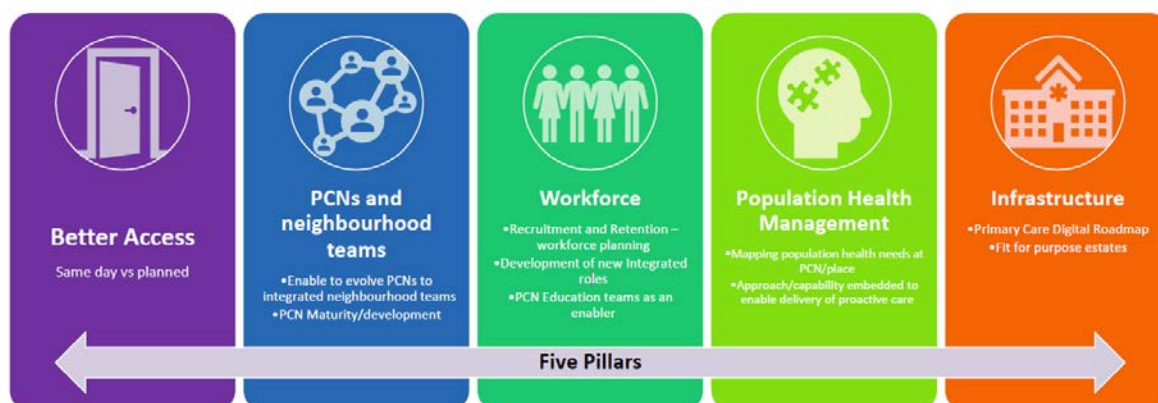 Better Access
Same day vs planned
PCNs and
neighbourhood
teams
•Enable to evolve PCNs to
integrated neighbourhood teams
•PCN Maturity/development
Workforce
•Recruitment and Retention –
workforce planning
•Development of new Integrated
roles
•PCN Education teams as an
enabler
Population Health
Management
•Mapping population health needs at
PCN/place
•Approach/capability embedded to
enable delivery of proactive care
Infrastructure
•Primary Care Digital Roadmap
•Fit for purpose estates
Five Pillars